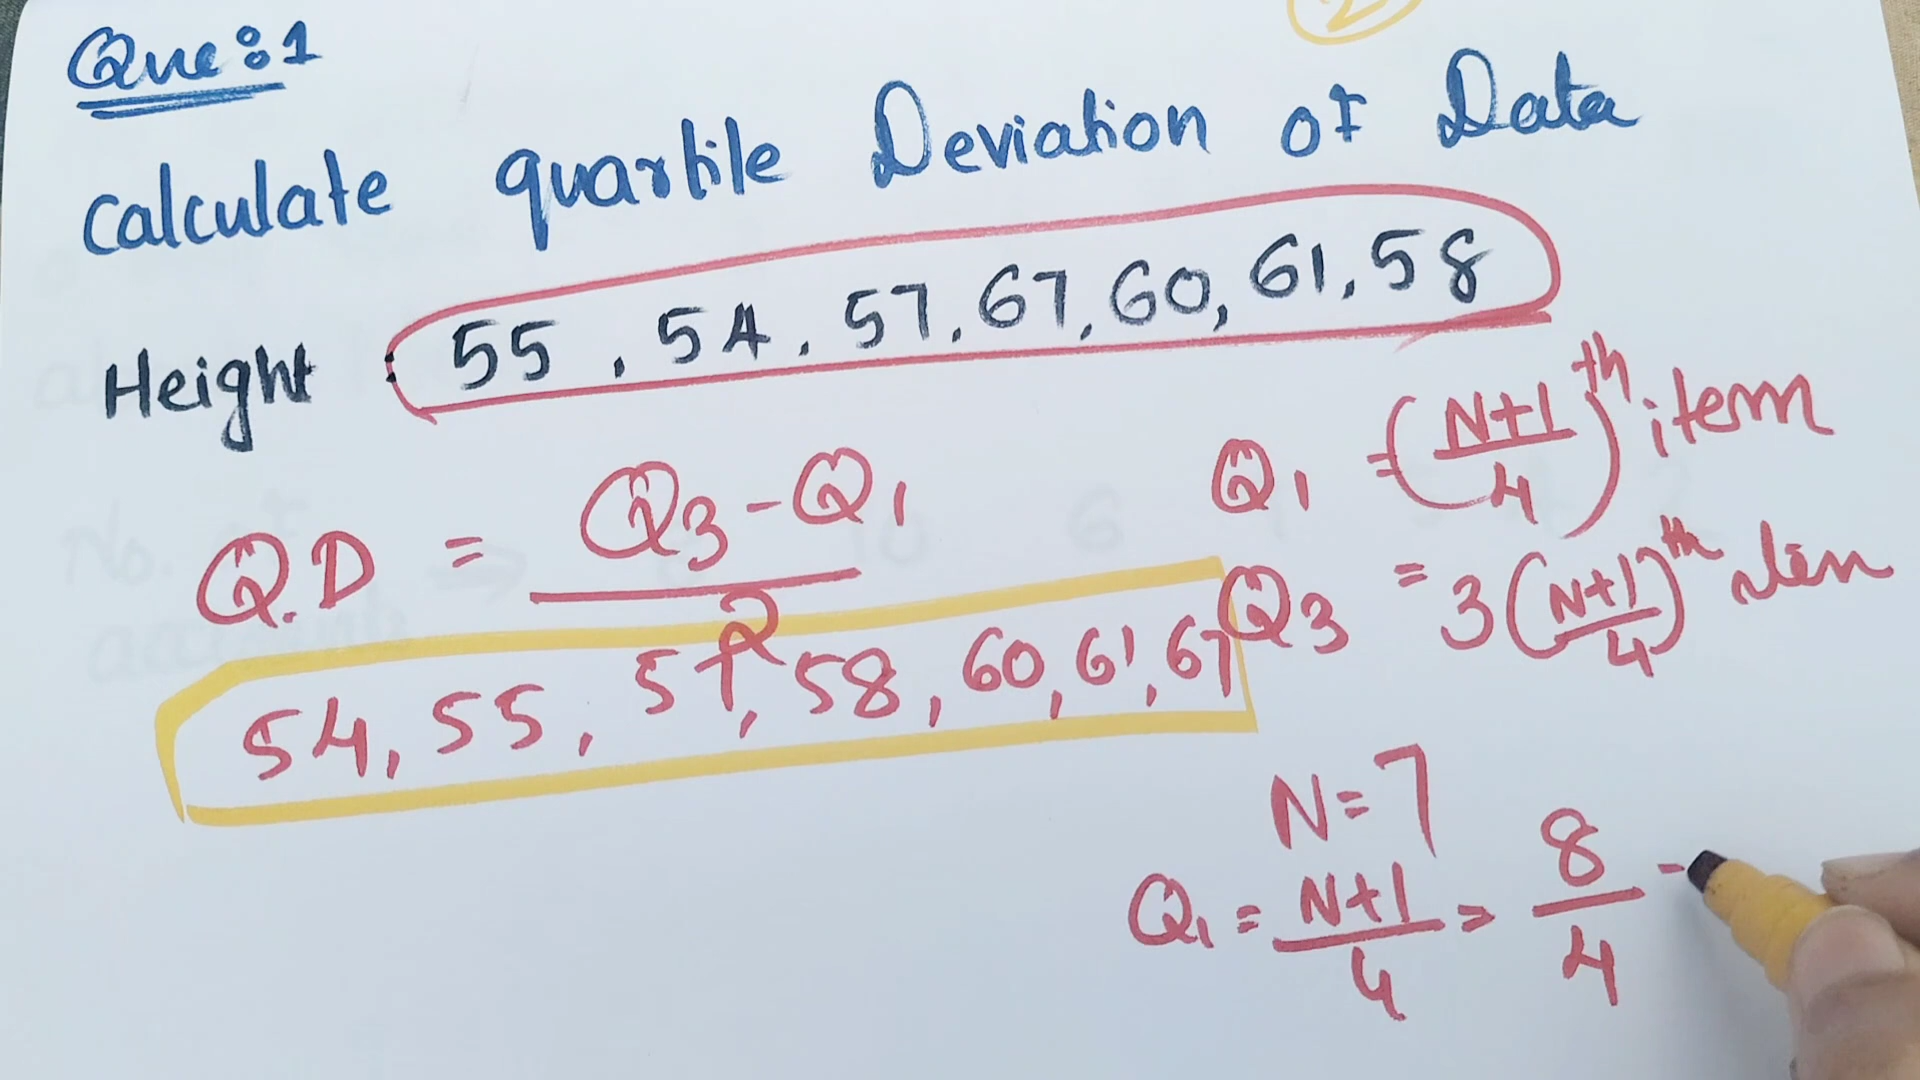 2
Que:1
Calculate quartile Deviation of Data
Height : 55, 54, 57, 67, 60, 61, 58
Q.D = Q3-Q1 / 2
Q1 = (N+1/4)th item
Q3 = 3(N+1/4)th item
54, 55, 57, 58, 60, 61, 67
N=7
Q1 = N+1/4 = 8/4 =